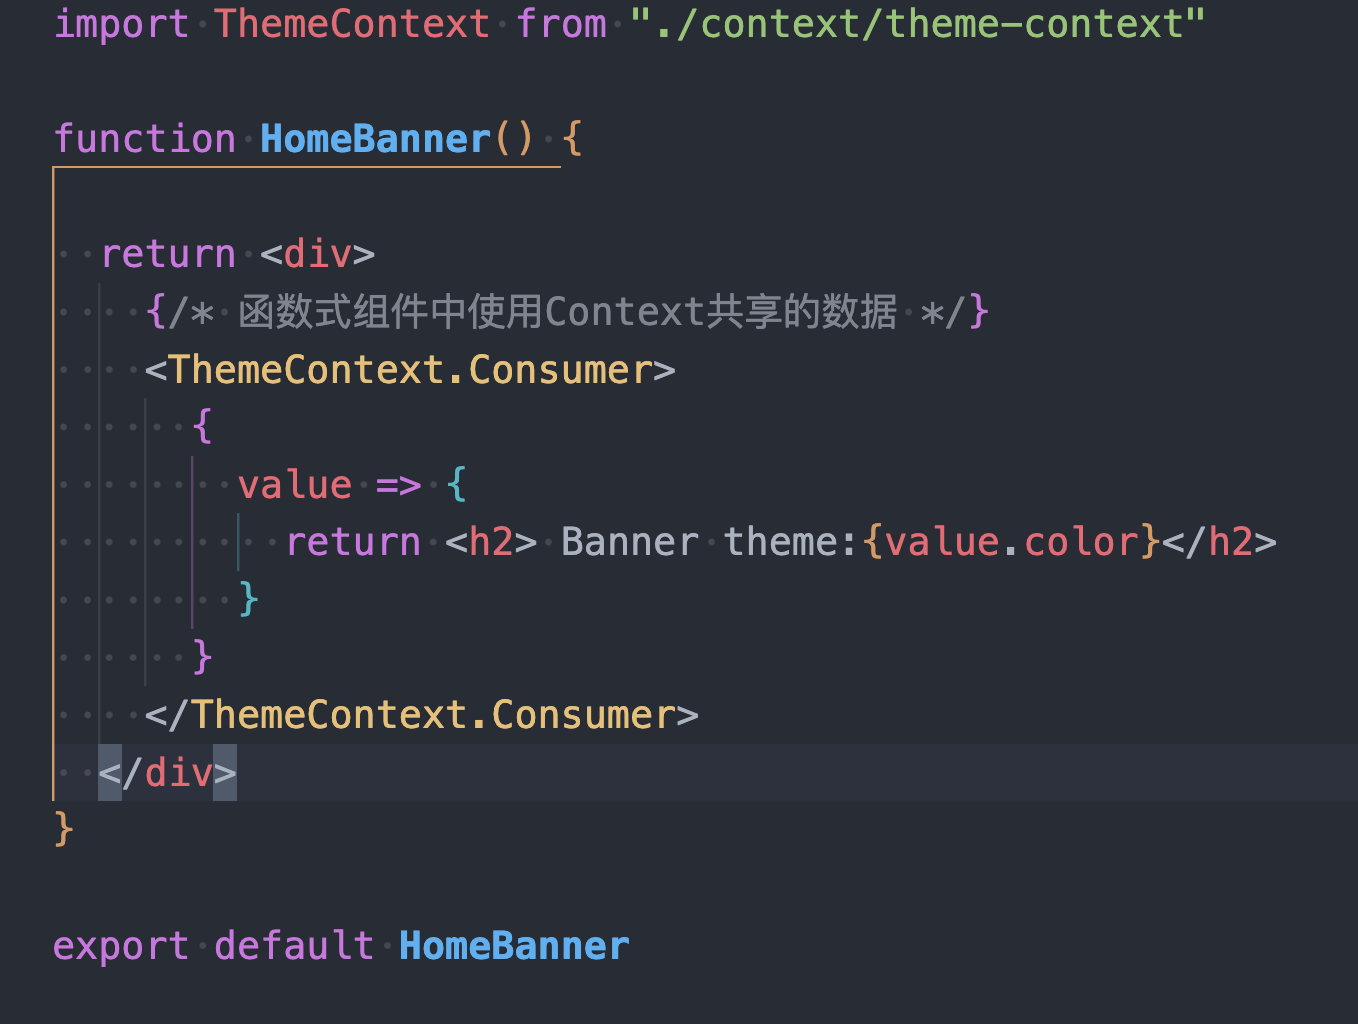 import ThemeContext from "./context/theme-context"
function HomeBanner() {
return <div>
{/* 函数式组件中使用Context共享的数据 */}
<ThemeContext.Consumer>
{
value => {
return <h2> Banner theme:{value.color}</h2>
}
}
</ThemeContext.Consumer>
</div>
}
export default HomeBanner